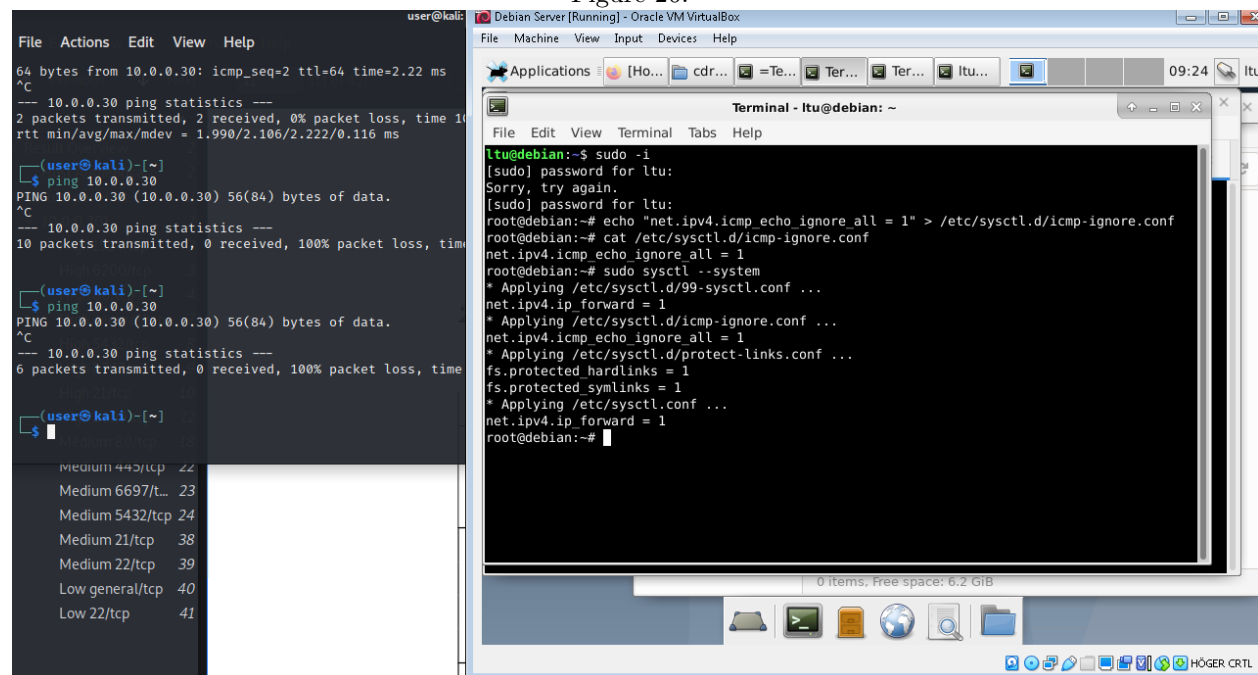 Figure 20.
user@kali:
File Actions Edit View Help
64 bytes from 10.0.0.30: icmp_seq=2 ttl=64 time=2.22 ms
^C
--- 10.0.0.30 ping statistics ---
2 packets transmitted, 2 received, 0% packet loss, time 10
rtt min/avg/max/mdev = 1.990/2.106/2.222/0.116 ms
(user㉿kali)-[~]
$ ping 10.0.0.30
PING 10.0.0.30 (10.0.0.30) 56(84) bytes of data.
^C
--- 10.0.0.30 ping statistics ---
10 packets transmitted, 0 received, 100% packet loss, time
(user㉿kali)-[~]
$ ping 10.0.0.30
PING 10.0.0.30 (10.0.0.30) 56(84) bytes of data.
^C
--- 10.0.0.30 ping statistics ---
6 packets transmitted, 0 received, 100% packet loss, time
(user㉿kali)-[~]
$
Medium 445/tcp 22
Medium 6697/t... 23
Medium 5432/tcp 24
Medium 21/tcp 38
Medium 22/tcp 39
Low general/tcp 40
Low 22/tcp 41
Debian Server [Running] - Oracle VM VirtualBox
File Machine View Input Devices Help
Applications [Ho... cdr... =Te... Ter... Ter... ltu... 09:24 ltu
Terminal - ltu@debian: ~
File Edit View Terminal Tabs Help
ltu@debian:~$ sudo -i
[sudo] password for ltu:
Sorry, try again.
[sudo] password for ltu:
root@debian:~# echo "net.ipv4.icmp_echo_ignore_all = 1" > /etc/sysctl.d/icmp-ignore.conf
root@debian:~# cat /etc/sysctl.d/icmp-ignore.conf
net.ipv4.icmp_echo_ignore_all = 1
root@debian:~# sudo sysctl --system
* Applying /etc/sysctl.d/99-sysctl.conf ...
net.ipv4.ip_forward = 1
* Applying /etc/sysctl.d/icmp-ignore.conf ...
net.ipv4.icmp_echo_ignore_all = 1
* Applying /etc/sysctl.d/protect-links.conf ...
fs.protected_hardlinks = 1
fs.protected_symlinks = 1
* Applying /etc/sysctl.conf ...
net.ipv4.ip_forward = 1
root@debian:~#
0 items, Free space: 6.2 GiB
HÖGER CRTL